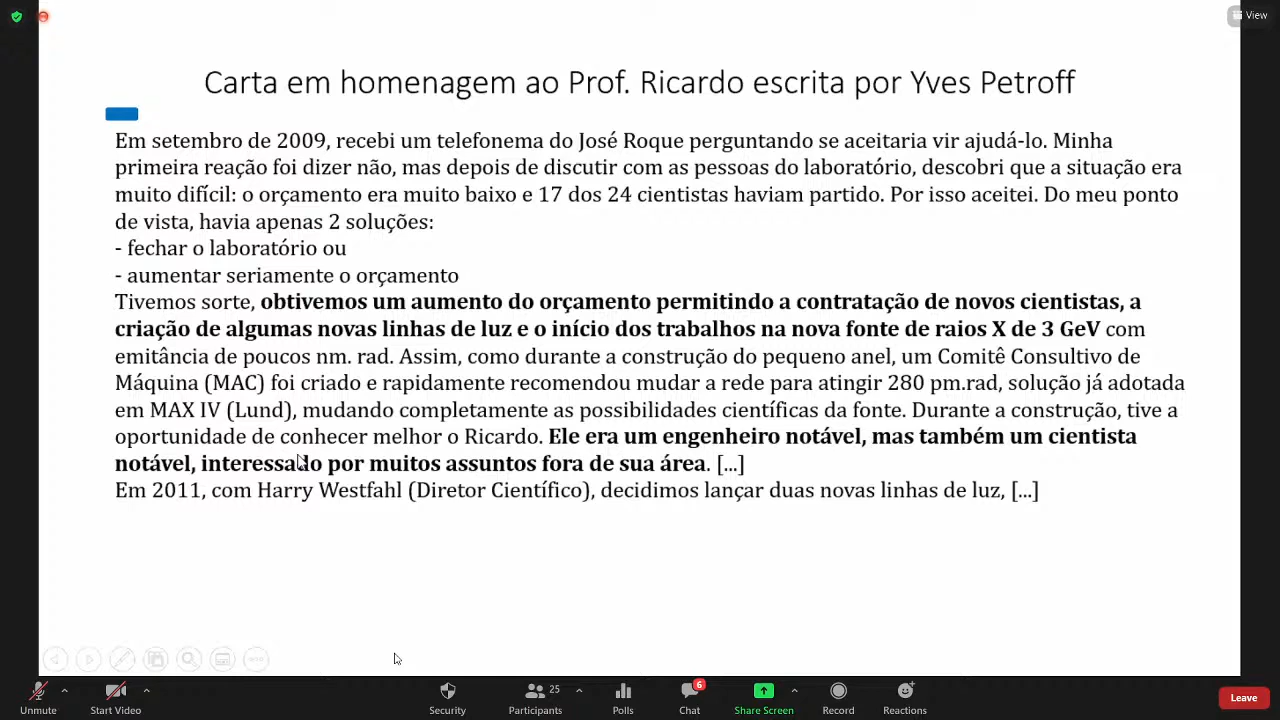 View
Carta em homenagem ao Prof. Ricardo escrita por Yves Petroff
Em setembro de 2009, recebi um telefonema do José Roque perguntando se aceitaria vir ajudá-lo. Minha
primeira reação foi dizer não, mas depois de discutir com as pessoas do laboratório, descobri que a situação era
muito difícil: o orçamento era muito baixo e 17 dos 24 cientistas haviam partido. Por isso aceitei. Do meu ponto
de vista, havia apenas 2 soluções:
- fechar o laboratório ou
- aumentar seriamente o orçamento
Tivemos sorte, obtivemos um aumento do orçamento permitindo a contratação de novos cientistas, a
criação de algumas novas linhas de luz e o início dos trabalhos na nova fonte de raios X de 3 GeV com
emitância de poucos nm. rad. Assim, como durante a construção do pequeno anel, um Comitê Consultivo de
Máquina (MAC) foi criado e rapidamente recomendou mudar a rede para atingir 280 pm.rad, solução já adotada
em MAX IV (Lund), mudando completamente as possibilidades científicas da fonte. Durante a construção, tive a
oportunidade de conhecer melhor o Ricardo. Ele era um engenheiro notável, mas também um cientista
notável, interessado por muitos assuntos fora de sua área. [...]
Em 2011, com Harry Westfahl (Diretor Científico), decidimos lançar duas novas linhas de luz, [...]
25 6
Unmute Start Video Security Participants Polls Chat Share Screen Record Reactions Leave